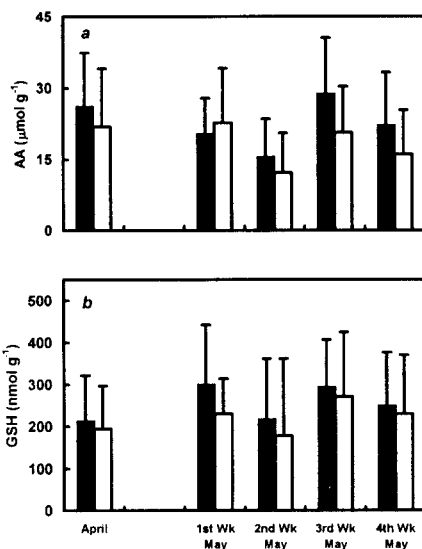 a
AA (μmol g⁻¹)
45
30
15
0
b
GSH (nmol g⁻¹)
500
400
300
200
100
0
April
1st Wk May
2nd Wk May
3rd Wk May
4th Wk May